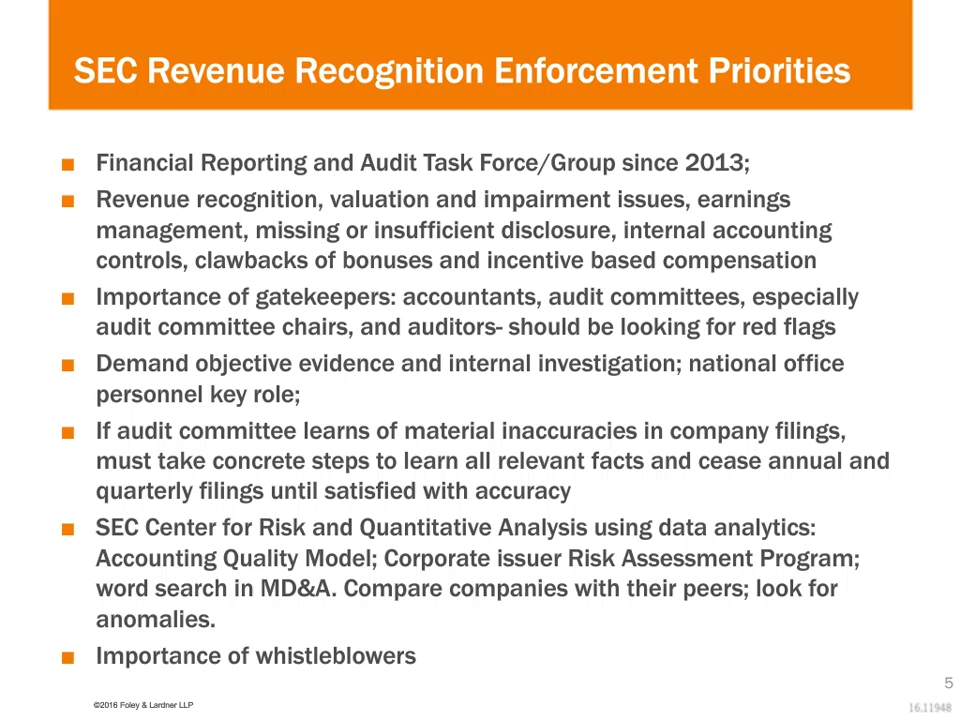 SEC Revenue Recognition Enforcement Priorities
■ Financial Reporting and Audit Task Force/Group since 2013;
■ Revenue recognition, valuation and impairment issues, earnings
management, missing or insufficient disclosure, internal accounting
controls, clawbacks of bonuses and incentive based compensation
■ Importance of gatekeepers: accountants, audit committees, especially
audit committee chairs, and auditors- should be looking for red flags
■ Demand objective evidence and internal investigation; national office
personnel key role;
■ If audit committee learns of material inaccuracies in company filings,
must take concrete steps to learn all relevant facts and cease annual and
quarterly filings until satisfied with accuracy
■ SEC Center for Risk and Quantitative Analysis using data analytics:
Accounting Quality Model; Corporate issuer Risk Assessment Program;
word search in MD&A. Compare companies with their peers; look for
anomalies.
■ Importance of whistleblowers
5
©2016 Foley & Lardner LLP
16.11948